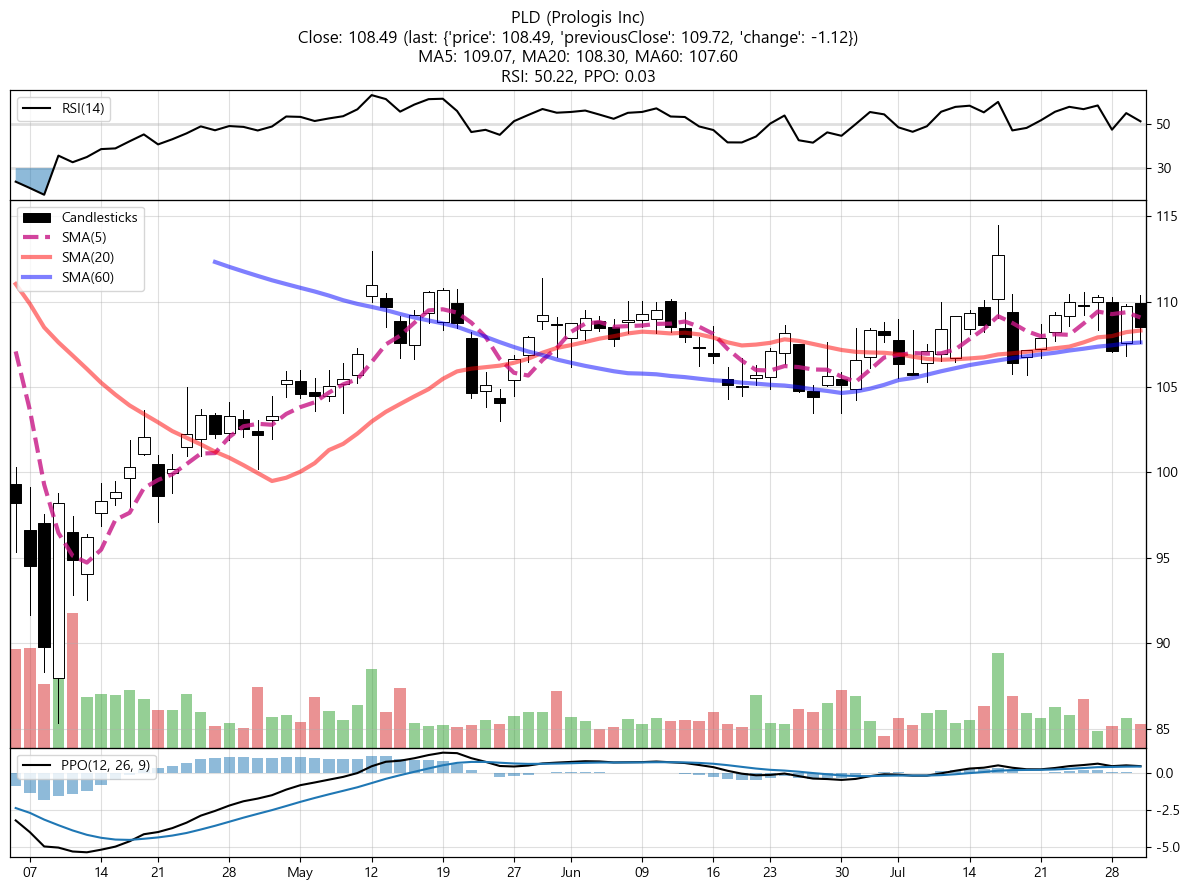 PLD (Prologis Inc)
Close: 108.49 (last: {'price': 108.49, 'previousClose': 109.72, 'change': -1.12})
MA5: 109.07, MA20: 108.30, MA60: 107.60
RSI: 50.22, PPO: 0.03
RSI(14)
50
30
Candlesticks
SMA(5)
SMA(20)
SMA(60)
115
110
105
100
95
90
85
PPO(12, 26, 9)
0.0
-2.5
-5.0
07 14 21 28 May 12 19 27 Jun 09 16 23 30 Jul 14 21 28